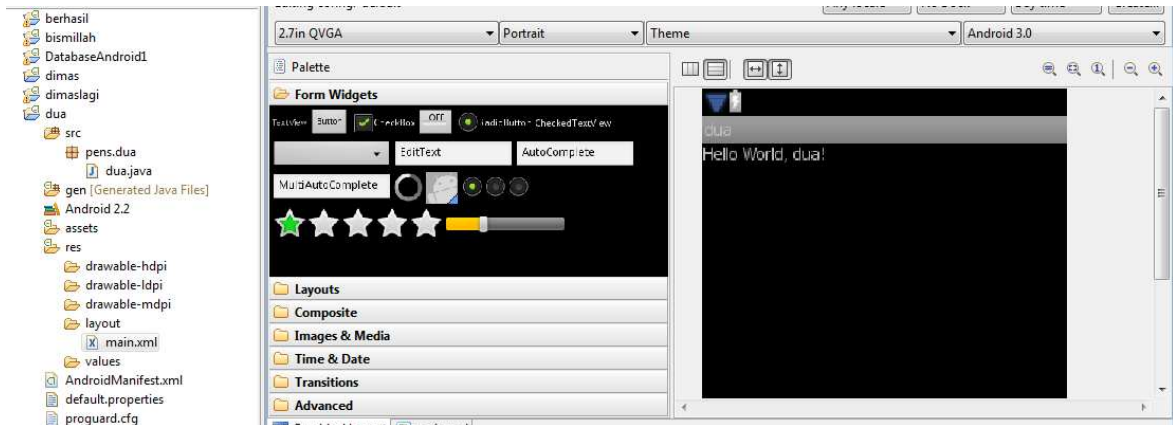 berhasil
bismillah
DatabaseAndroid1
dimas
dimaslagi
dua
src
pens.dua
dua.java
gen [Generated Java Files]
Android 2.2
assets
res
drawable-hdpi
drawable-ldpi
drawable-mdpi
layout
main.xml
values
AndroidManifest.xml
default.properties
proguard.cfg
2.7in QVGA Portrait Theme Android 3.0
Palette
Form Widgets
TextView Button CheckBox OFF RadioButton CheckedTextView
EditText AutoComplete
MultiAutoComplete
Layouts
Composite
Images & Media
Time & Date
Transitions
Advanced
dua
Hello World, dua!